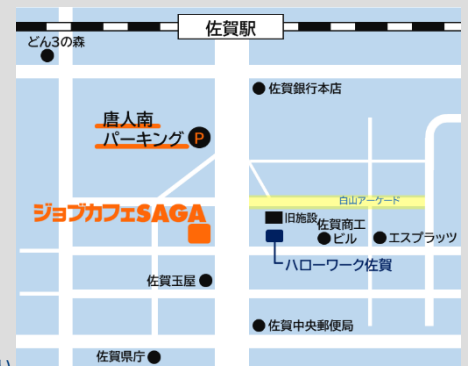 佐賀駅
どん3の森
佐賀銀行本店
唐人南
パーキング P
白山アーケード
ジョブカフェSAGA
旧施設
佐賀商工
ビル
エスプラッツ
ハローワーク佐賀
佐賀玉屋
佐賀中央郵便局
佐賀県庁
い